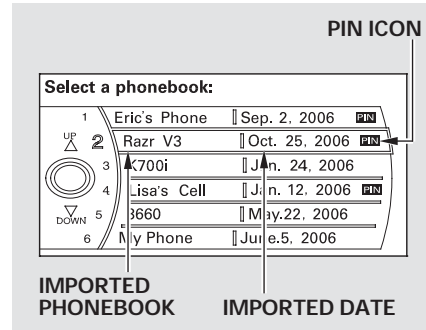 PIN ICON
Select a phonebook:
1 Eric's Phone Sep. 2, 2006 PIN
UP 2 Razr V3 Oct. 25, 2006 PIN
3 K700i Jan. 24, 2006
4 Lisa's Cell Jan. 12, 2006 PIN
DOWN 5 3660 May.22, 2006
6 My Phone June.5, 2006
IMPORTED PHONEBOOK
IMPORTED DATE